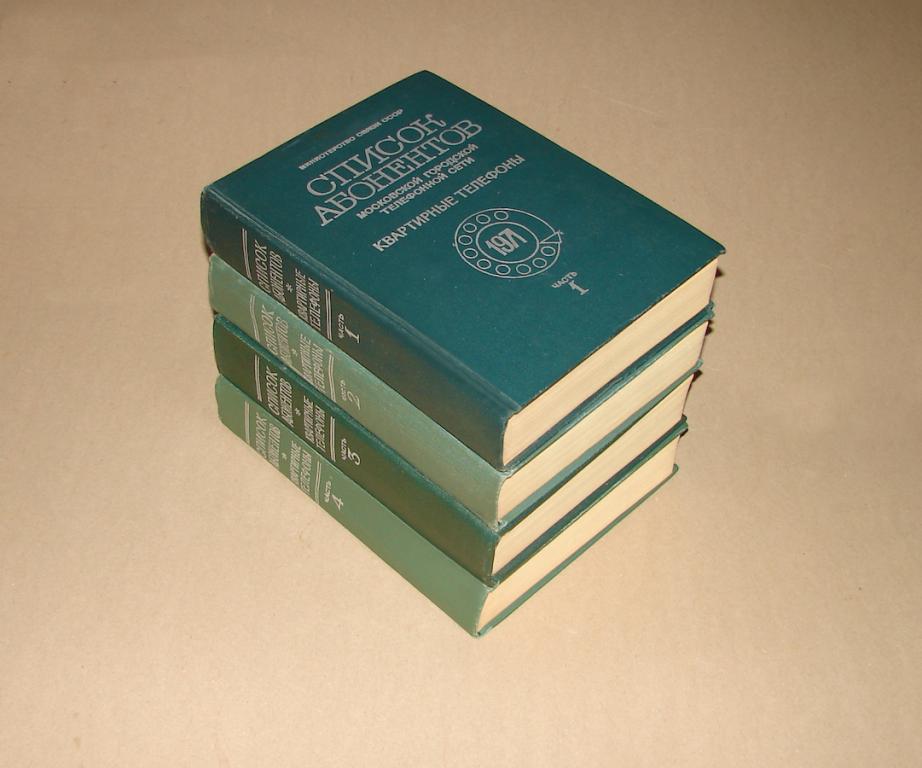 МИНИСТЕРСТВО СВЯЗИ СССР
СПИСОК
АБОНЕНТОВ
МОСКОВСКОЙ ГОРОДСКОЙ
ТЕЛЕФОННОЙ СЕТИ
КВАРТИРНЫЕ ТЕЛЕФОНЫ
1971
ЧАСТЬ
1
СПИСОК
АБОНЕНТОВ
*
КВАРТИРНЫЕ
ТЕЛЕФОНЫ
ЧАСТЬ
1
СПИСОК
АБОНЕНТОВ
*
КВАРТИРНЫЕ
ТЕЛЕФОНЫ
ЧАСТЬ
2
СПИСОК
АБОНЕНТОВ
*
КВАРТИРНЫЕ
ТЕЛЕФОНЫ
ЧАСТЬ
3
СПИСОК
АБОНЕНТОВ
*
КВАРТИРНЫЕ
ТЕЛЕФОНЫ
ЧАСТЬ
4